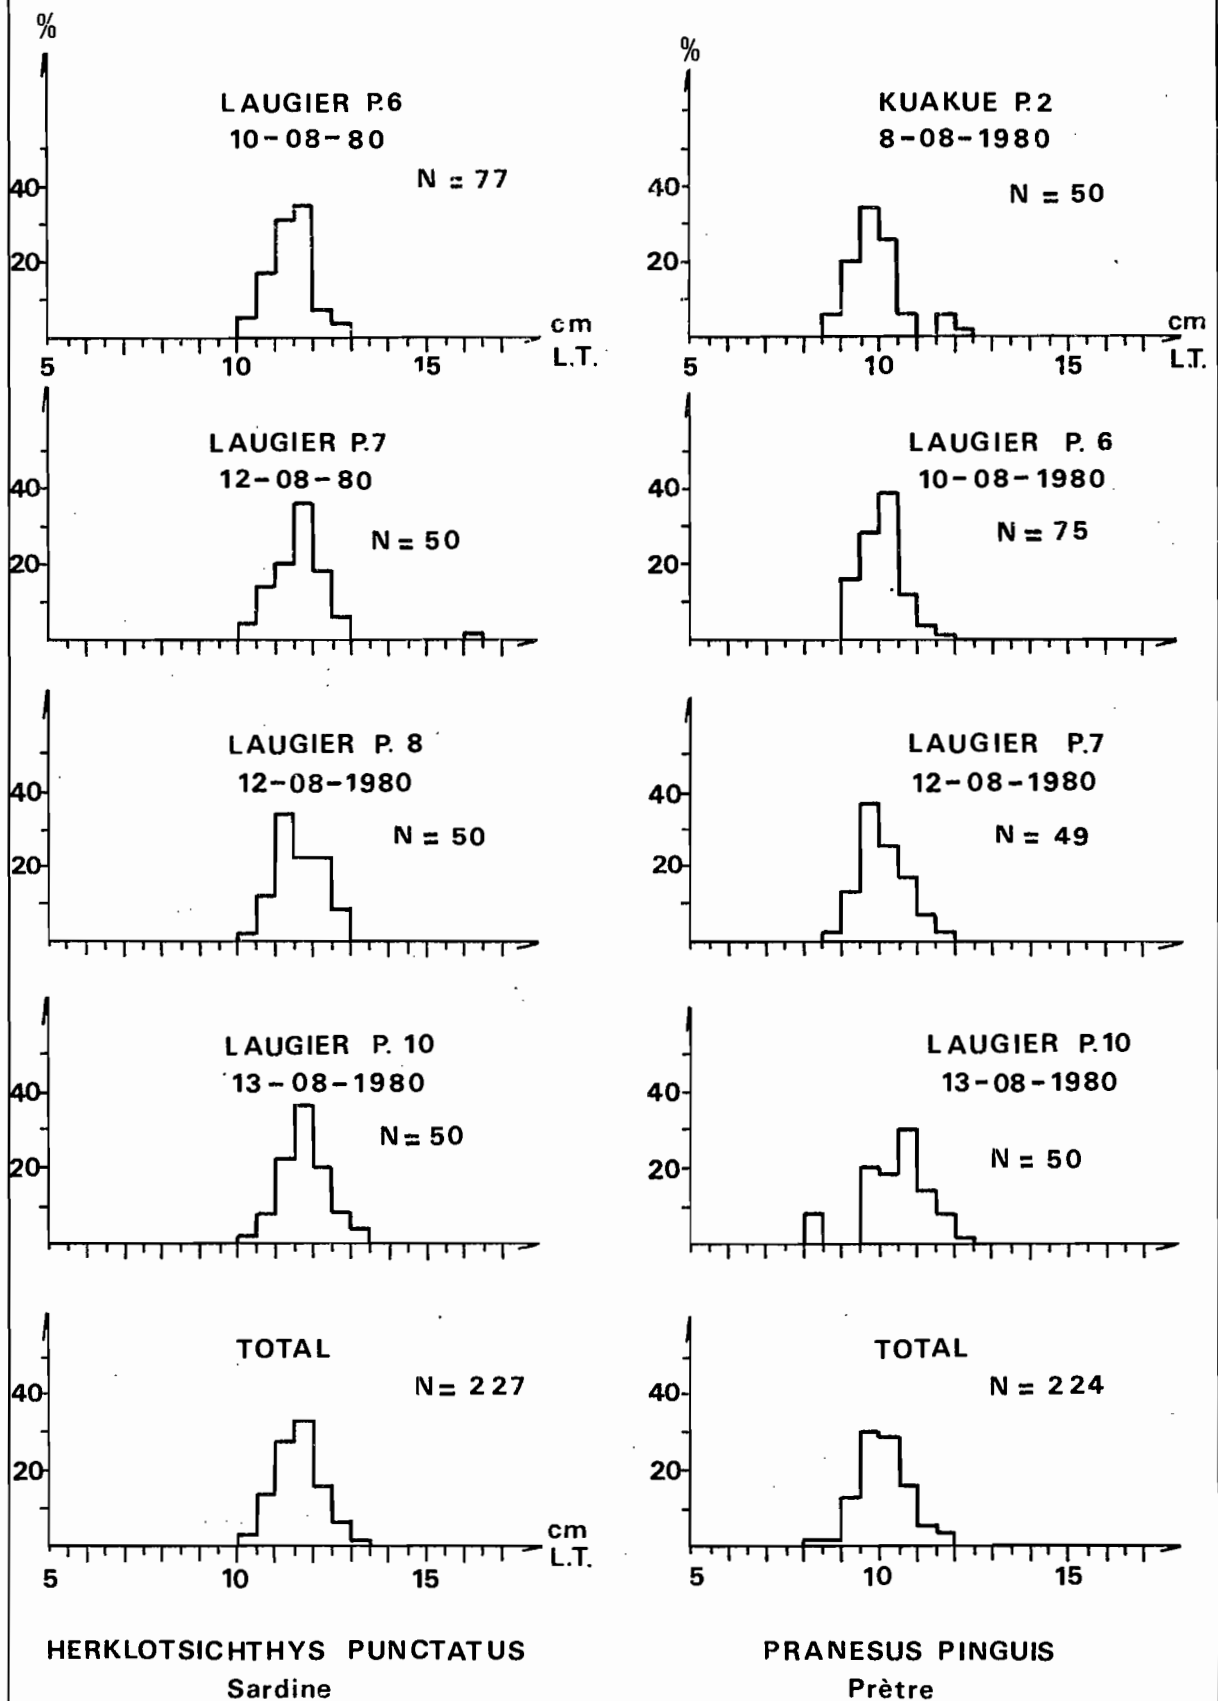 %
LAUGIER P.6
10-08-80
N = 77
40
20
cm
5 10 15 L.T.
LAUGIER P.7
12-08-80
N = 50
40
20
LAUGIER P. 8
12-08-1980
N = 50
40
20
LAUGIER P. 10
13-08-1980
N = 50
40
20
TOTAL
N = 227
40
20
cm
L.T.
5 10 15
HERKLOTSICHTHYS PUNCTATUS
Sardine
%
KUAKUE P.2
8-08-1980
N = 50
40
20
cm
5 10 15 L.T.
LAUGIER P. 6
10-08-1980
N = 75
40
20
LAUGIER P.7
12-08-1980
N = 49
40
20
LAUGIER P.10
13-08-1980
N = 50
40
20
TOTAL
N = 224
40
20
5 10 15
PRANESUS PINGUIS
Prètre